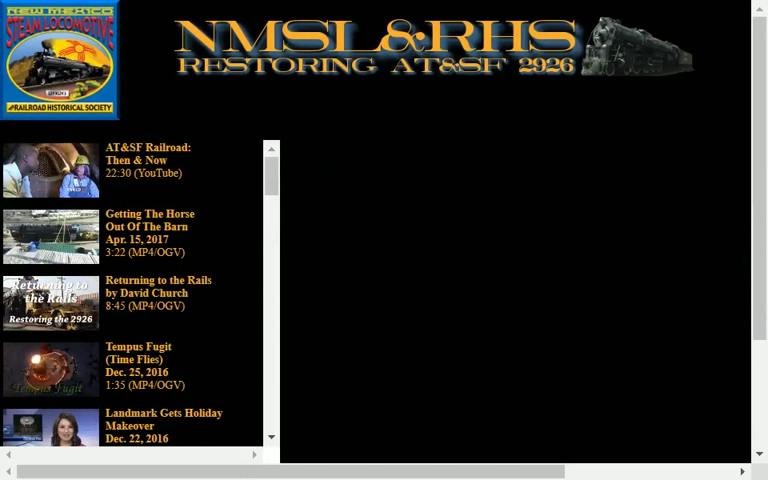 NEW MEXICO
STEAM LOCOMOTIVE
& RAILROAD HISTORICAL SOCIETY
NMSL&RHS
RESTORING AT&SF 2926
AT&SF Railroad:
Then & Now
22:30 (YouTube)
Getting The Horse
Out Of The Barn
Apr. 15, 2017
3:22 (MP4/OGV)
Returning to
the Rails
Restoring the 2926
Returning to the Rails
by David Church
8:45 (MP4/OGV)
Tempus Fugit
Tempus Fugit
(Time Flies)
Dec. 25, 2016
1:35 (MP4/OGV)
Landmark Gets Holiday
Makeover
Dec. 22, 2016